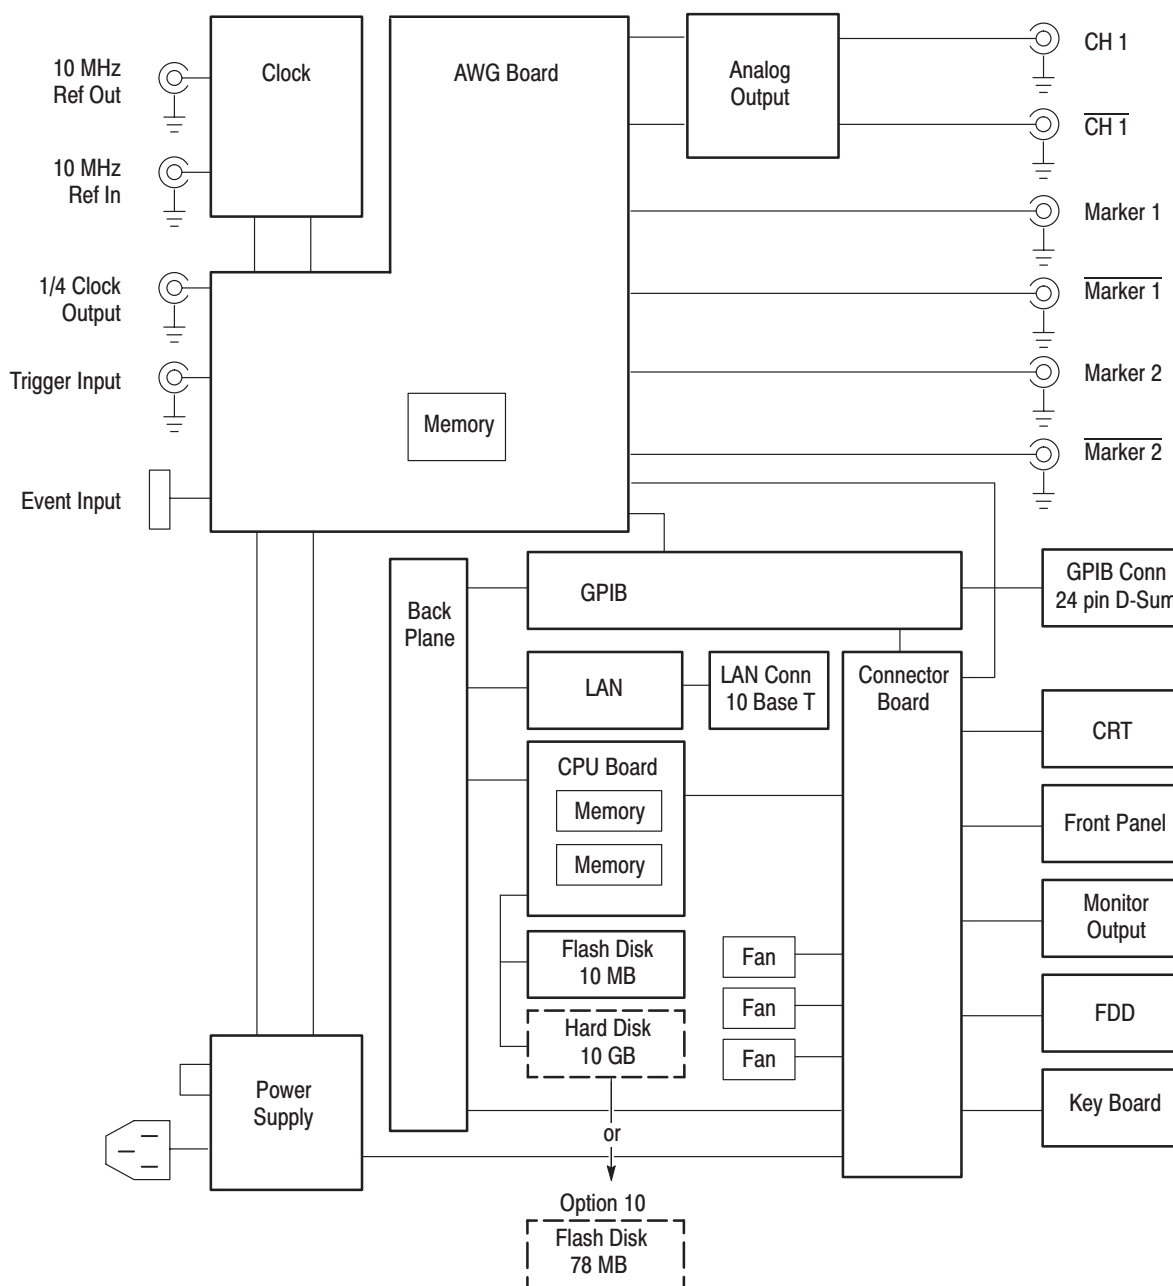 10 MHz
Ref Out
Clock
AWG Board
Analog
Output
CH 1
CH 1
10 MHz
Ref In
Marker 1
1/4 Clock
Output
Marker 1
Trigger Input
Marker 2
Memory
Marker 2
Event Input
Back
Plane
GPIB
GPIB Conn
24 pin D-Sum
LAN
LAN Conn
10 Base T
Connector
Board
CRT
CPU Board
Memory
Memory
Front Panel
Monitor
Output
Flash Disk
10 MB
Fan
Fan
Fan
FDD
Hard Disk
10 GB
Power
Supply
Key Board
or
Option 10
Flash Disk
78 MB